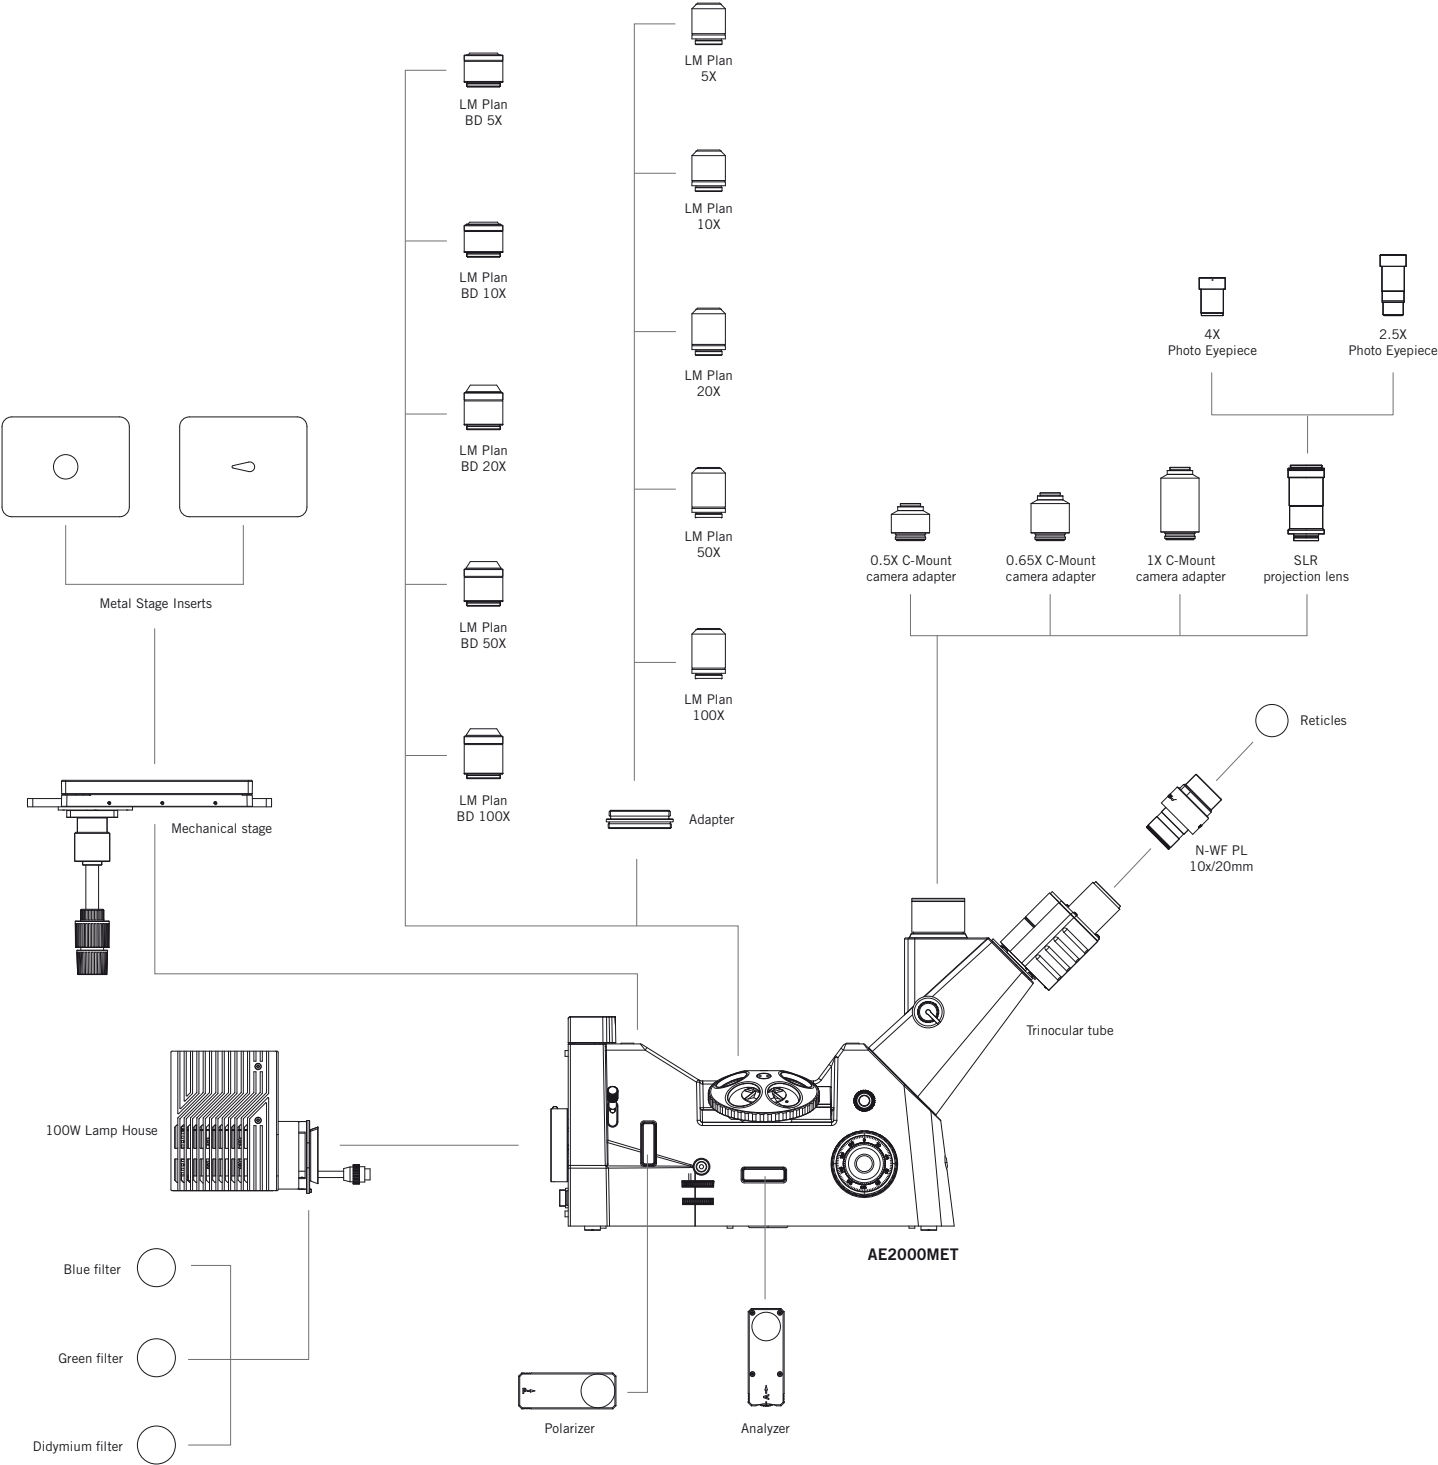 LM Plan
5X
LM Plan
BD 5X
LM Plan
10X
LM Plan
BD 10X
4X
Photo Eyepiece
2.5X
Photo Eyepiece
LM Plan
20X
LM Plan
BD 20X
LM Plan
50X
0.5X C-Mount
camera adapter
0.65X C-Mount
camera adapter
1X C-Mount
camera adapter
SLR
projection lens
Metal Stage Inserts
LM Plan
BD 50X
LM Plan
100X
Reticles
LM Plan
BD 100X
Adapter
Mechanical stage
N-WF PL
10x/20mm
Trinocular tube
100W Lamp House
AE2000MET
Blue filter
Green filter
Didymium filter
P
Polarizer
A
Analyzer